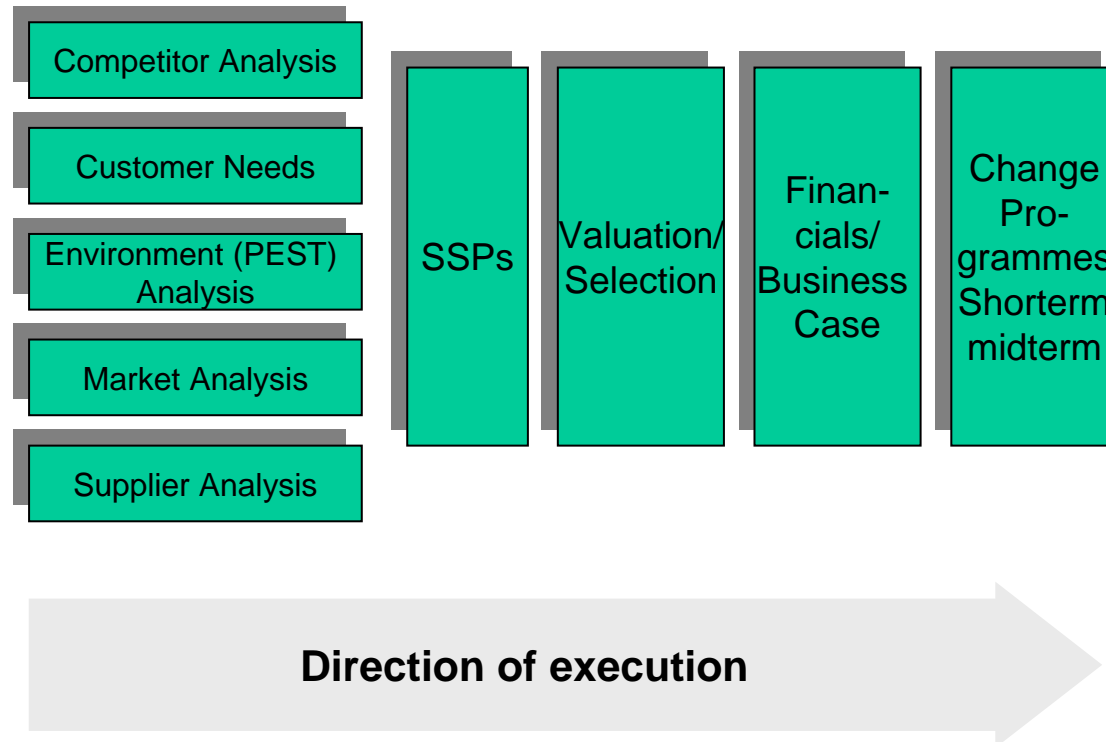 Competitor Analysis
Customer Needs
Environment (PEST)
Analysis
Market Analysis
Supplier Analysis
SSPs
Valuation/
Selection
Finan-
cials/
Business
Case
Change
Pro-
grammes
Shorterm
midterm
Direction of execution